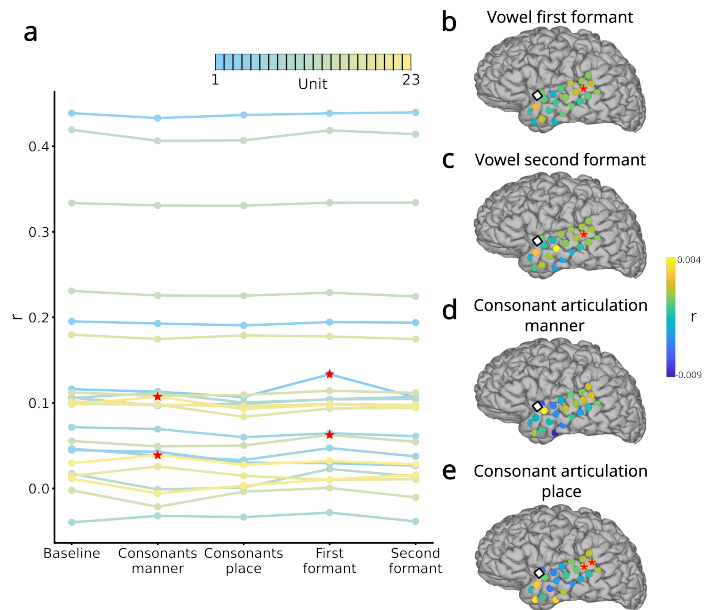 a
1
23
Unit
0.4
0.3
0.2
0.1
0.0
r
Baseline
Consonants
manner
Consonants
place
First
formant
Second
formant
b
Vowel first formant
c
Vowel second formant
0.004
r
-0.009
d
Consonant articulation
manner
e
Consonant articulation
place